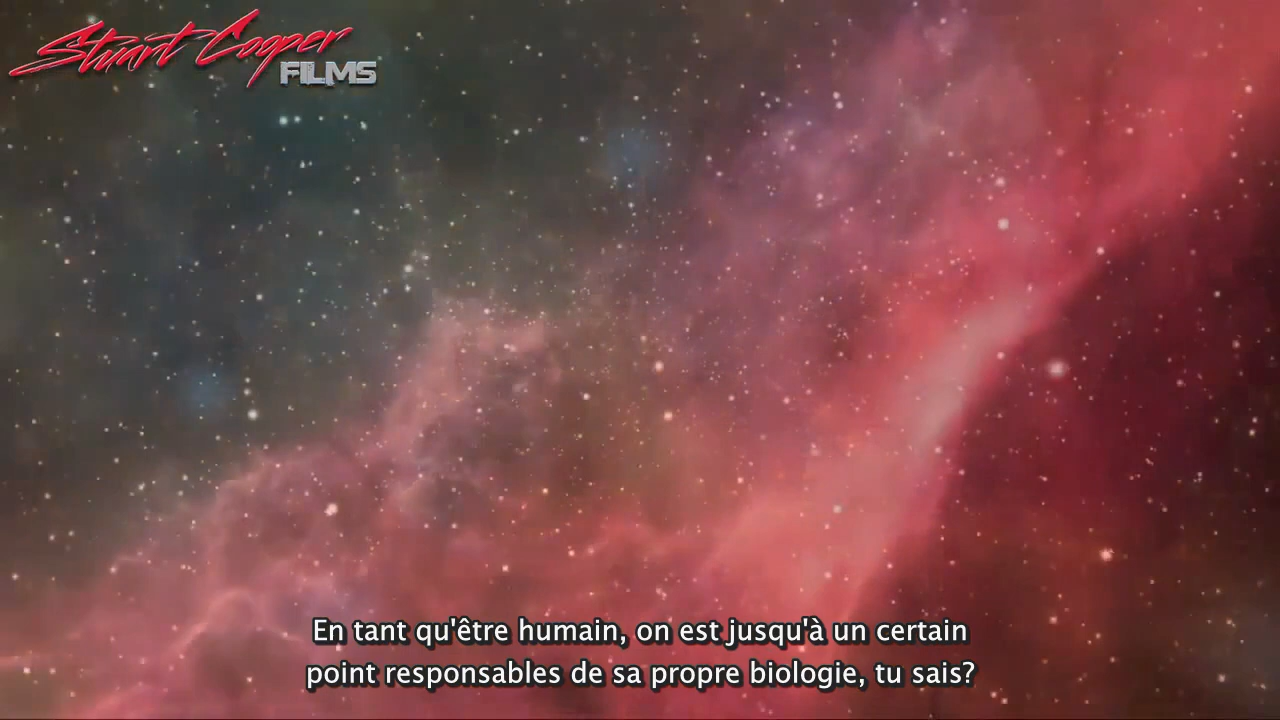 Stuart Cooper
FILMS
En tant qu'être humain, on est jusqu'à un certain
point responsables de sa propre biologie, tu sais?